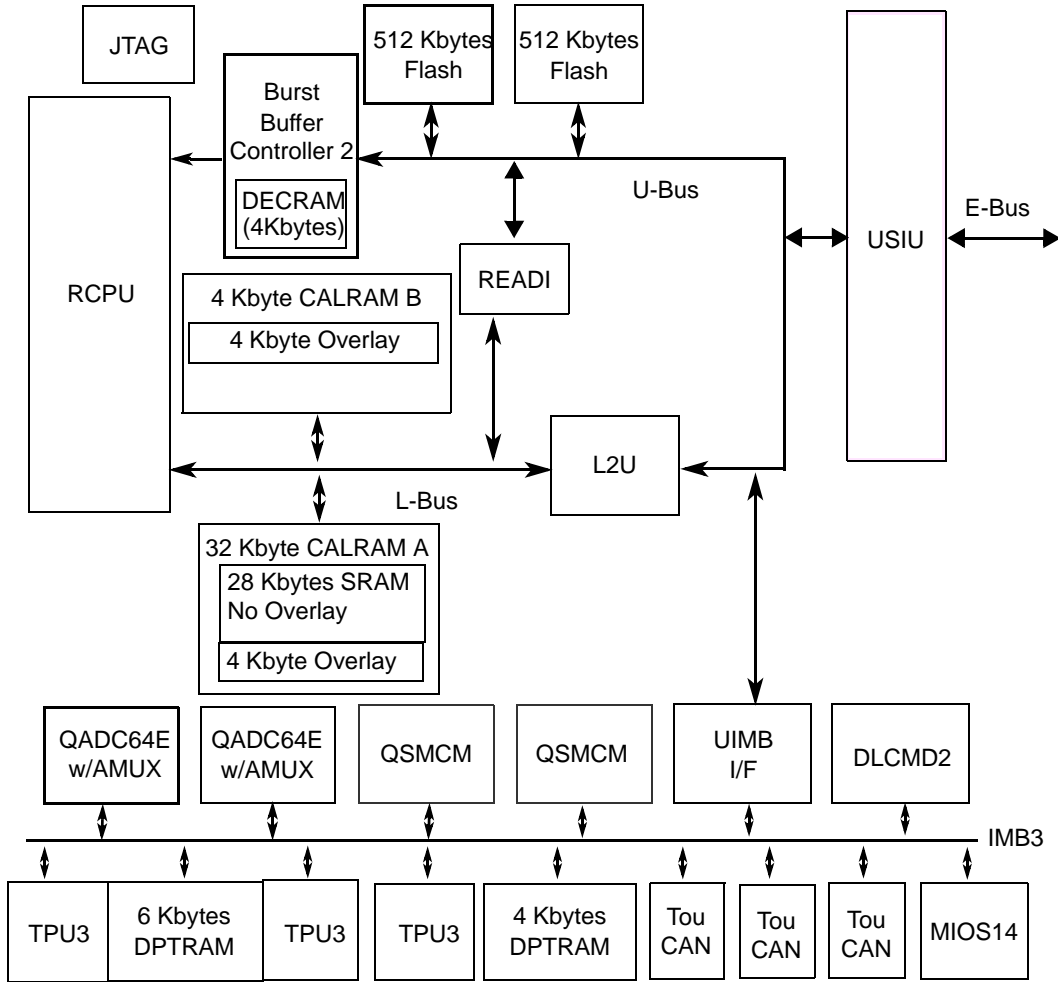 JTAG
512 Kbytes
Flash
512 Kbytes
Flash
Burst
Buffer
Controller 2
DECRAM
(4Kbytes)
U-Bus
E-Bus
USIU
RCPU
READI
4 Kbyte CALRAM B
4 Kbyte Overlay
L2U
L-Bus
32 Kbyte CALRAM A
28 Kbytes SRAM
No Overlay
4 Kbyte Overlay
QADC64E
w/AMUX
QADC64E
w/AMUX
QSMCM
QSMCM
UIMB
I/F
DLCMD2
IMB3
TPU3
6 Kbytes
DPTRAM
TPU3
TPU3
4 Kbytes
DPTRAM
Tou
CAN
Tou
CAN
Tou
CAN
MIOS14